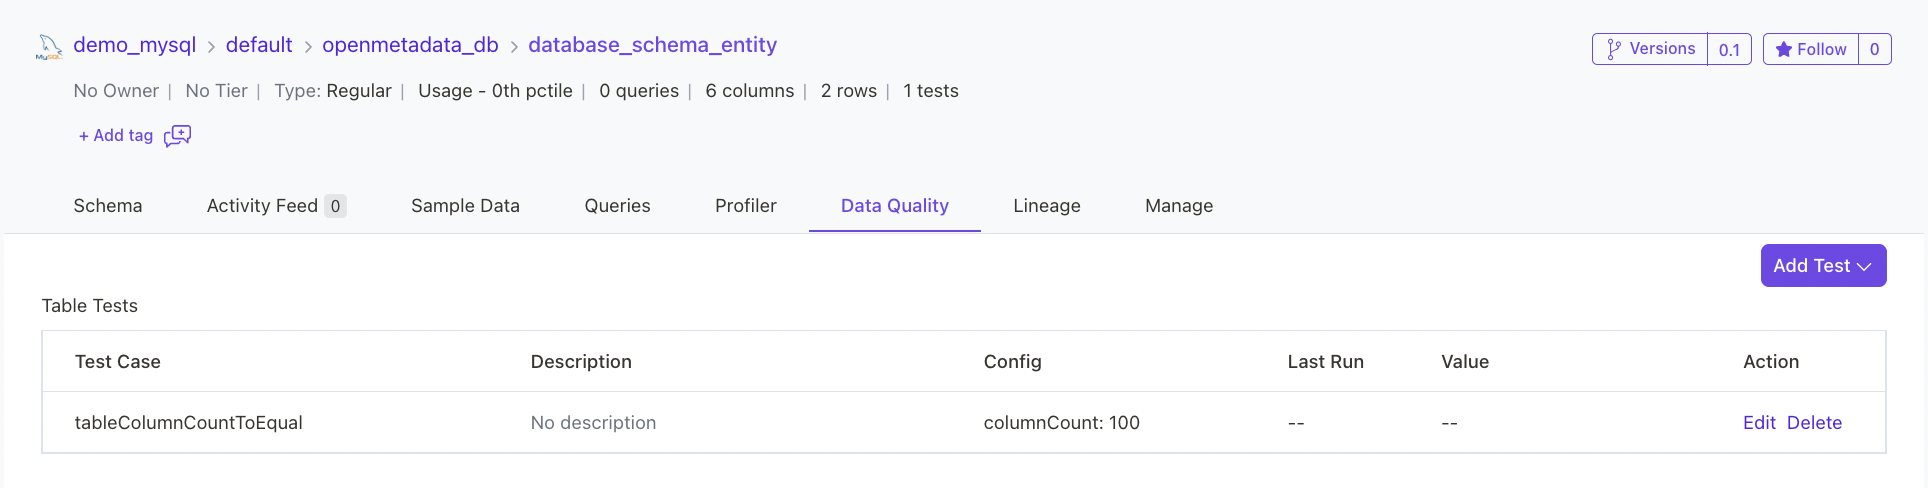 MySQL demo_mysql > default > openmetadata_db > database_schema_entity Versions 0.1 Follow 0
No Owner | No Tier | Type: Regular | Usage - 0th pctile | 0 queries | 6 columns | 2 rows | 1 tests
+ Add tag
Schema Activity Feed 0 Sample Data Queries Profiler Data Quality Lineage Manage
Add Test
Table Tests
Test Case Description Config Last Run Value Action
tableColumnCountToEqual No description columnCount: 100 -- -- Edit Delete